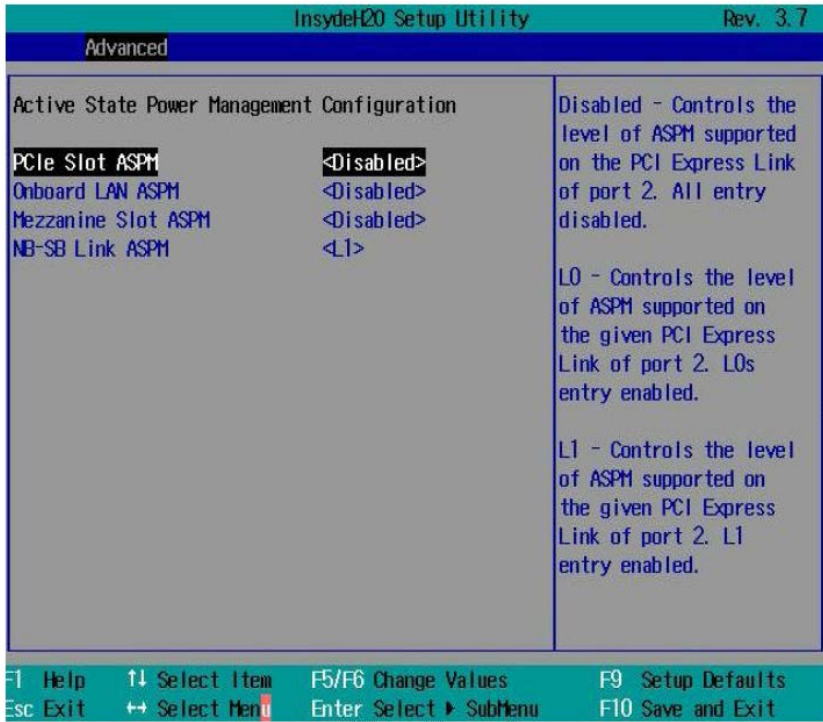 InsydeH2O Setup Utility Rev. 3.7
Advanced
Active State Power Management Configuration
PCIe Slot ASPM <Disabled>
Onboard LAN ASPM <Disabled>
Mezzanine Slot ASPM <Disabled>
NB-SB Link ASPM <L1>
Disabled - Controls the
level of ASPM supported
on the PCI Express Link
of port 2. All entry
disabled.
L0 - Controls the level
of ASPM supported on
the given PCI Express
Link of port 2. L0s
entry enabled.
L1 - Controls the level
of ASPM supported on
the given PCI Express
Link of port 2. L1
entry enabled.
F1 Help ↑↓ Select Item F5/F6 Change Values F9 Setup Defaults
Esc Exit ↔ Select Menu Enter Select ▶ SubMenu F10 Save and Exit